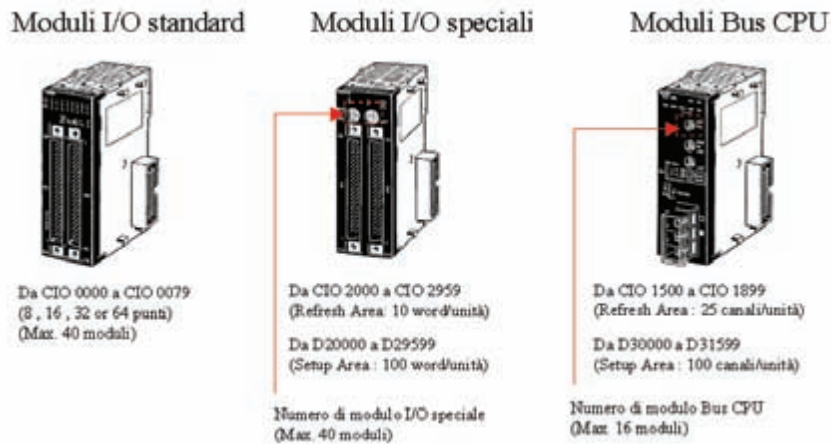 Moduli I/O standard
Moduli I/O speciali
Moduli Bus CPU
Da CIO 0000 a CIO 0079
(8 , 16 , 32 or 64 punti)
(Max. 40 moduli)
Da CIO 2000 a CIO 2959
(Refresh Area: 10 word/unità)
Da D20000 a D29599
(Setup Area : 100 word/unità)
Numero di modulo I/O speciale
(Max. 40 moduli)
Da CIO 1500 a CIO 1899
(Refresh Area : 25 canali/unità)
Da D30000 a D31599
(Setup Area : 100 canali/unità)
Numero di modulo Bus CPU
(Max. 16 moduli)